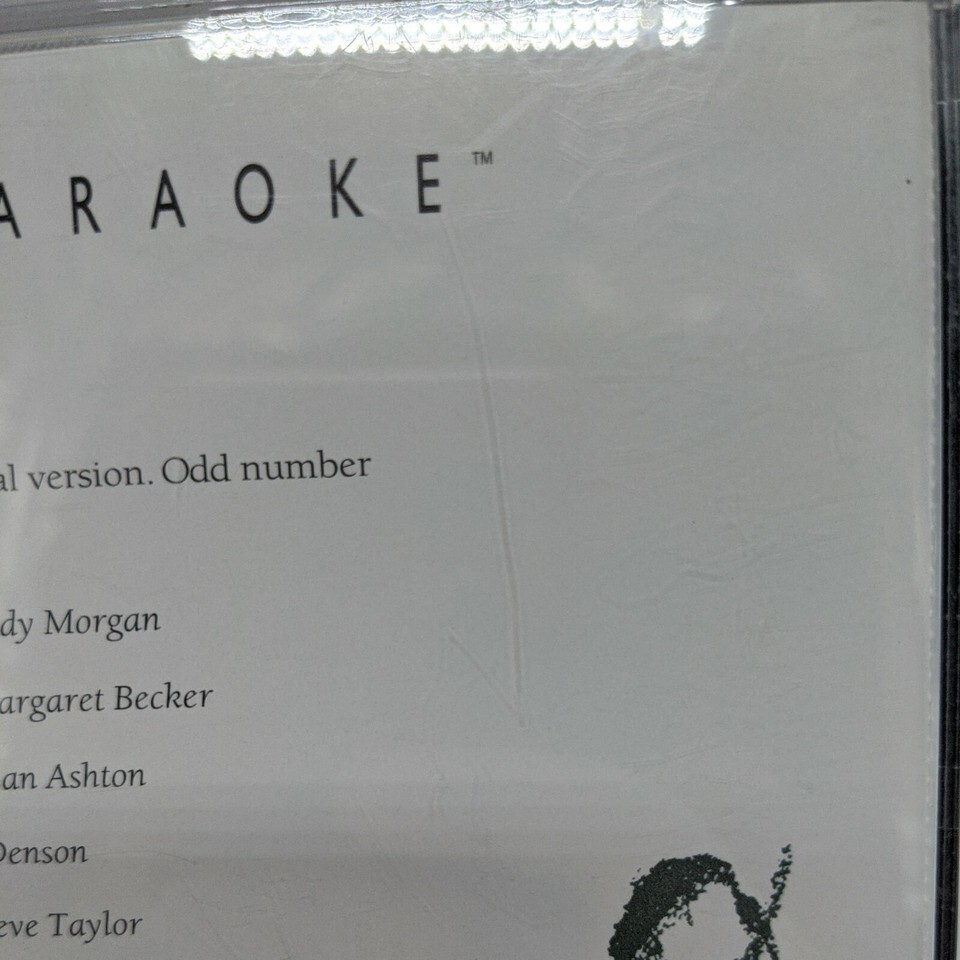 ARAOKE™
al version. Odd number
dy Morgan
argaret Becker
an Ashton
Denson
eve Taylor